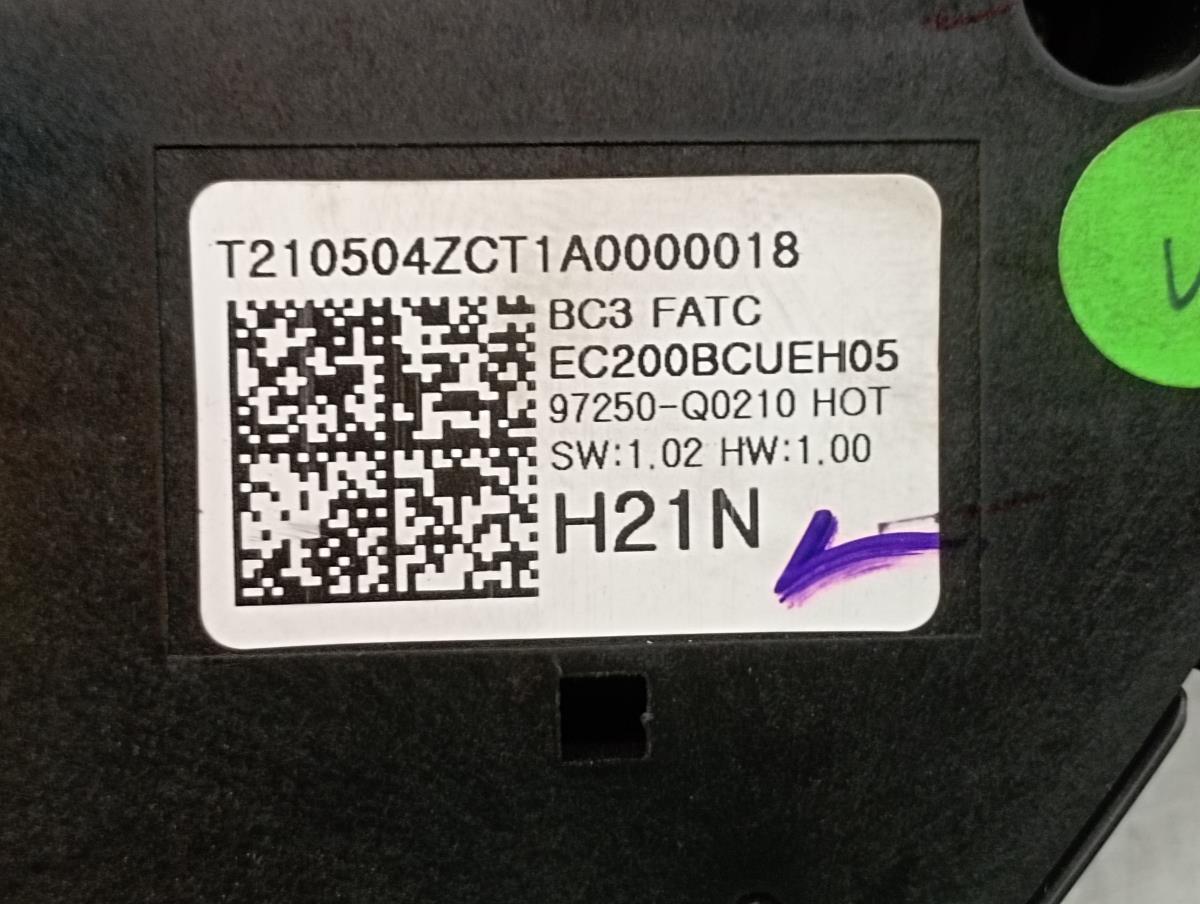 T210504ZCT1A0000018
BC3 FATC
EC200BCUEH05
97250-Q0210 HOT
SW:1.02 HW:1.00
H21N